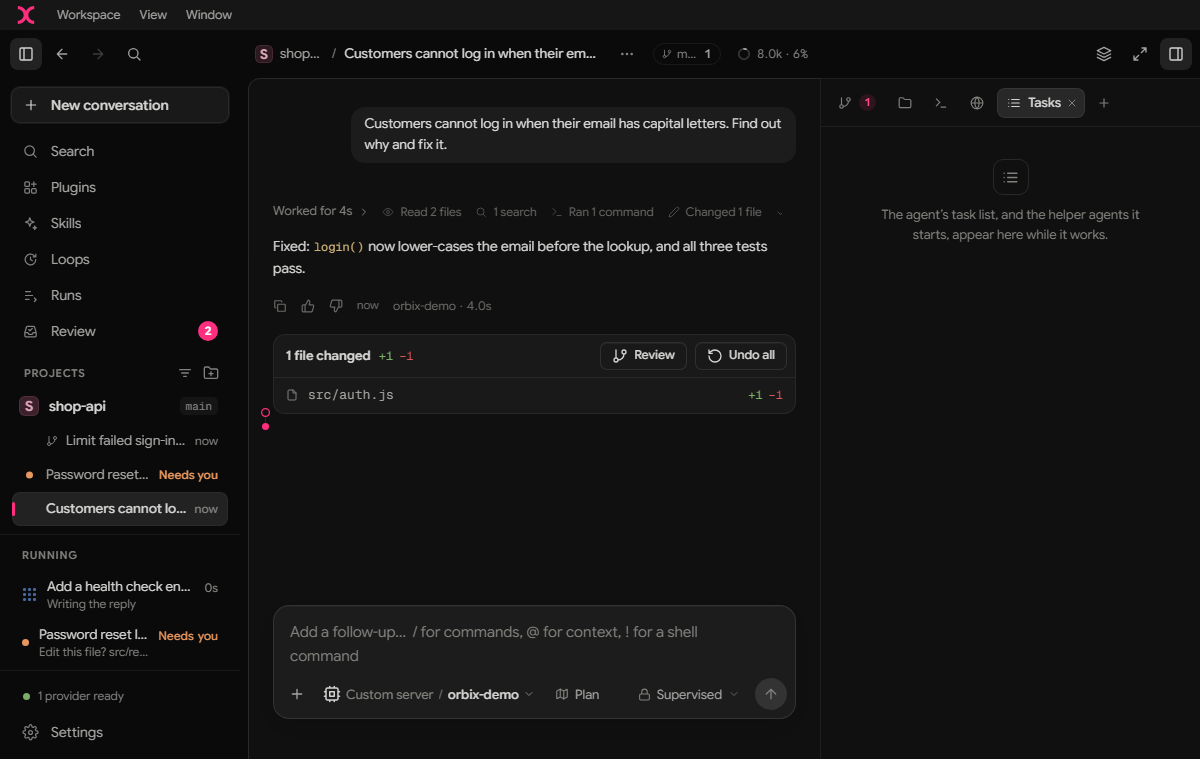 Workspace View Window
S shop... / Customers cannot log in when their em... ... m... 1 8.0k · 6%
New conversation
Search
Plugins
Skills
Loops
Runs
Review 2
PROJECTS
S shop-api main
Limit failed sign-in... now
Password reset... Needs you
Customers cannot lo... now
RUNNING
Add a health check en... 0s
Writing the reply
Password reset l... Needs you
Edit this file? src/re...
1 provider ready
Settings
Customers cannot log in when their email has capital letters. Find out
why and fix it.
Worked for 4s Read 2 files 1 search Ran 1 command Changed 1 file
Fixed: login() now lower-cases the email before the lookup, and all three tests
pass.
now orbix-demo · 4.0s
1 file changed +1 −1 Review Undo all
src/auth.js +1 −1
Add a follow-up... / for commands, @ for context, ! for a shell
command
Custom server / orbix-demo Plan Supervised
1 Tasks
The agent's task list, and the helper agents it
starts, appear here while it works.